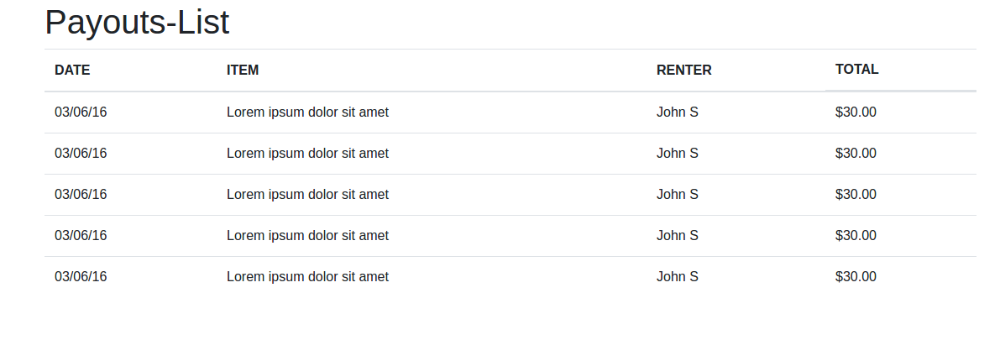 Payouts-List
DATE ITEM RENTER TOTAL
03/06/16 Lorem ipsum dolor sit amet John S $30.00
03/06/16 Lorem ipsum dolor sit amet John S $30.00
03/06/16 Lorem ipsum dolor sit amet John S $30.00
03/06/16 Lorem ipsum dolor sit amet John S $30.00
03/06/16 Lorem ipsum dolor sit amet John S $30.00